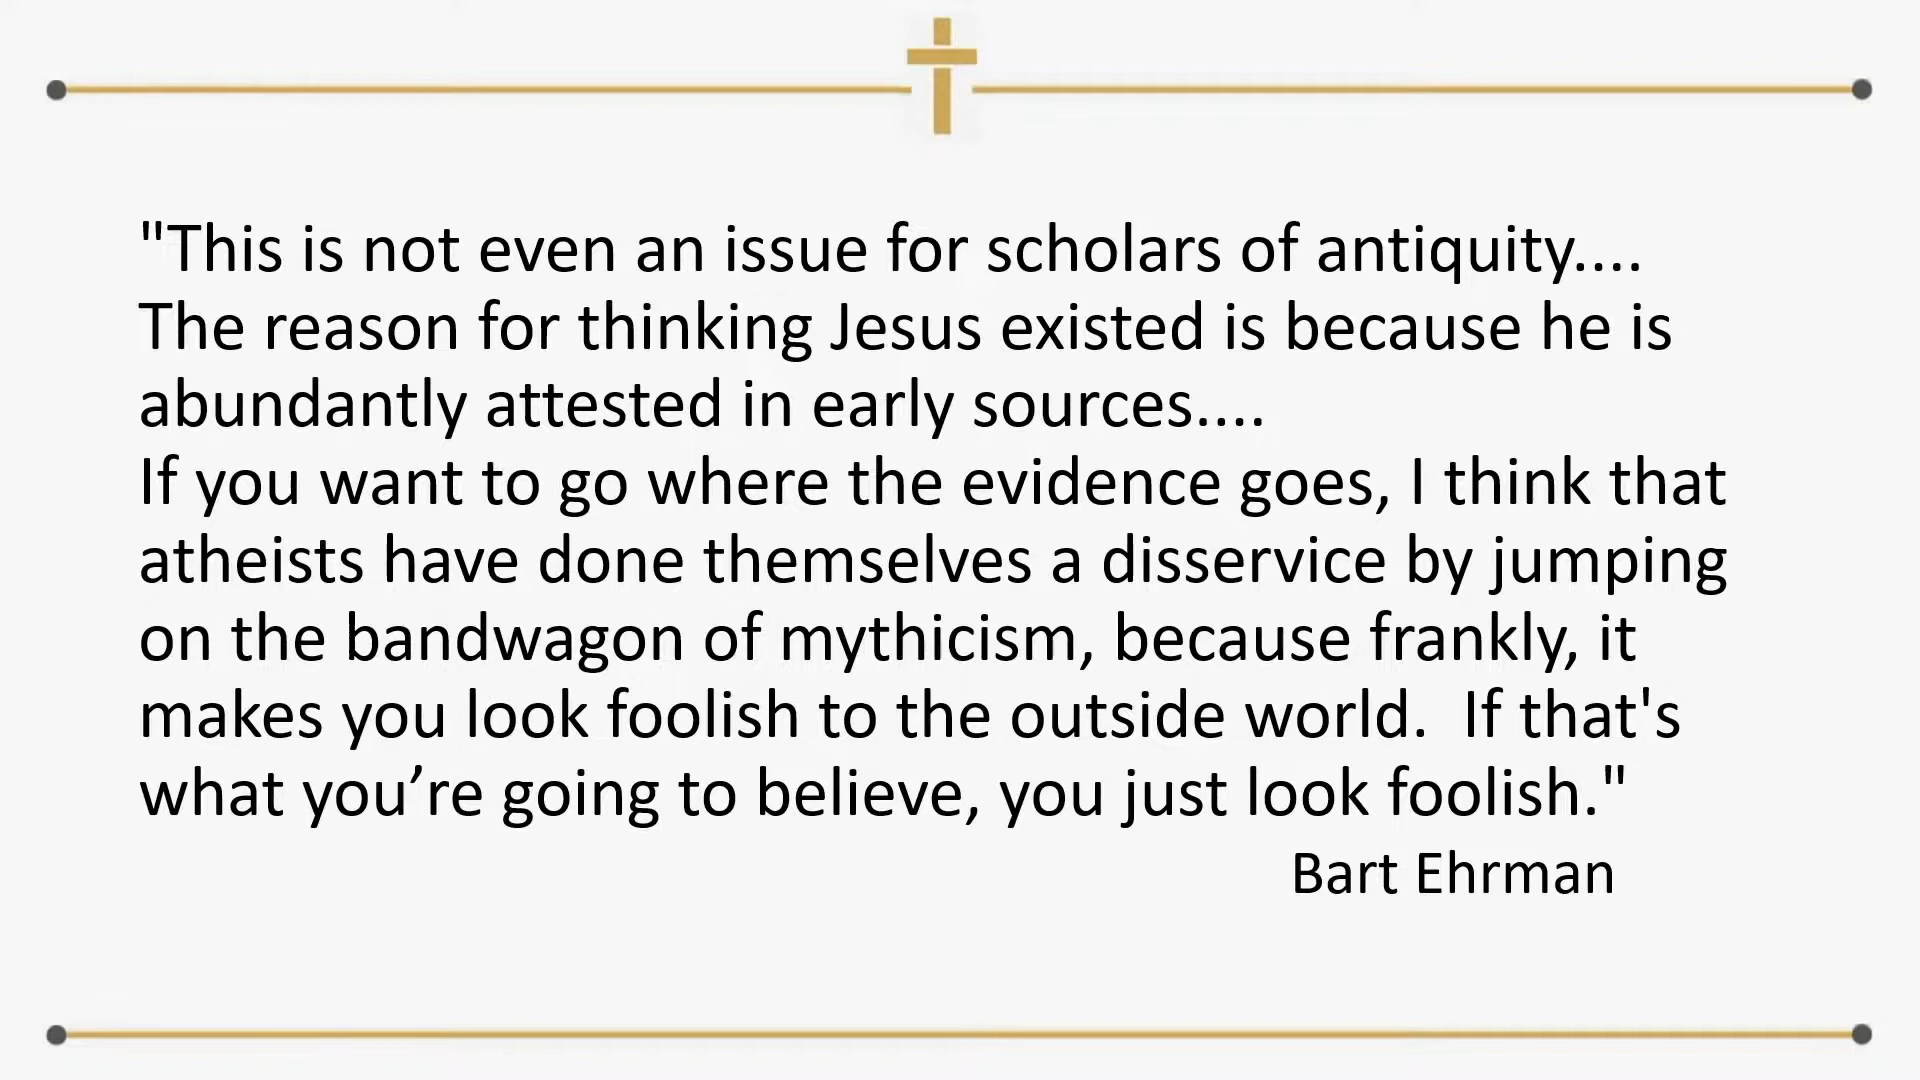 "This is not even an issue for scholars of antiquity....
The reason for thinking Jesus existed is because he is
abundantly attested in early sources....
If you want to go where the evidence goes, I think that
atheists have done themselves a disservice by jumping
on the bandwagon of mythicism, because frankly, it
makes you look foolish to the outside world.  If that's
what you’re going to believe, you just look foolish."
Bart Ehrman